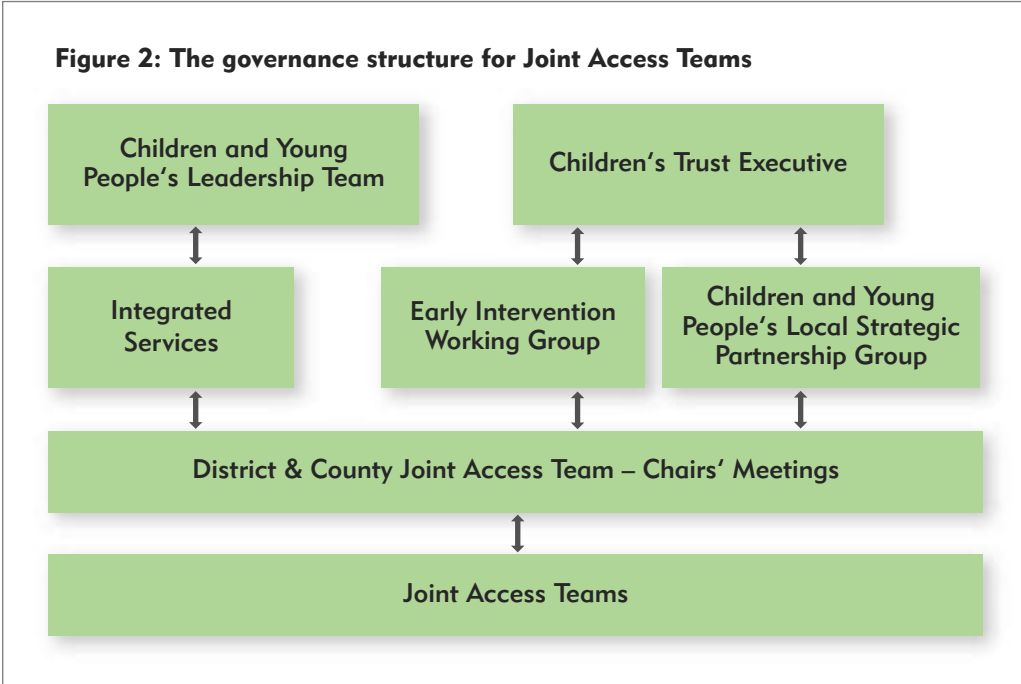 Figure 2: The governance structure for Joint Access Teams
Children and Young
People's Leadership Team
Children's Trust Executive
Integrated
Services
Early Intervention
Working Group
Children and Young
People's Local Strategic
Partnership Group
District & County Joint Access Team – Chairs' Meetings
Joint Access Teams